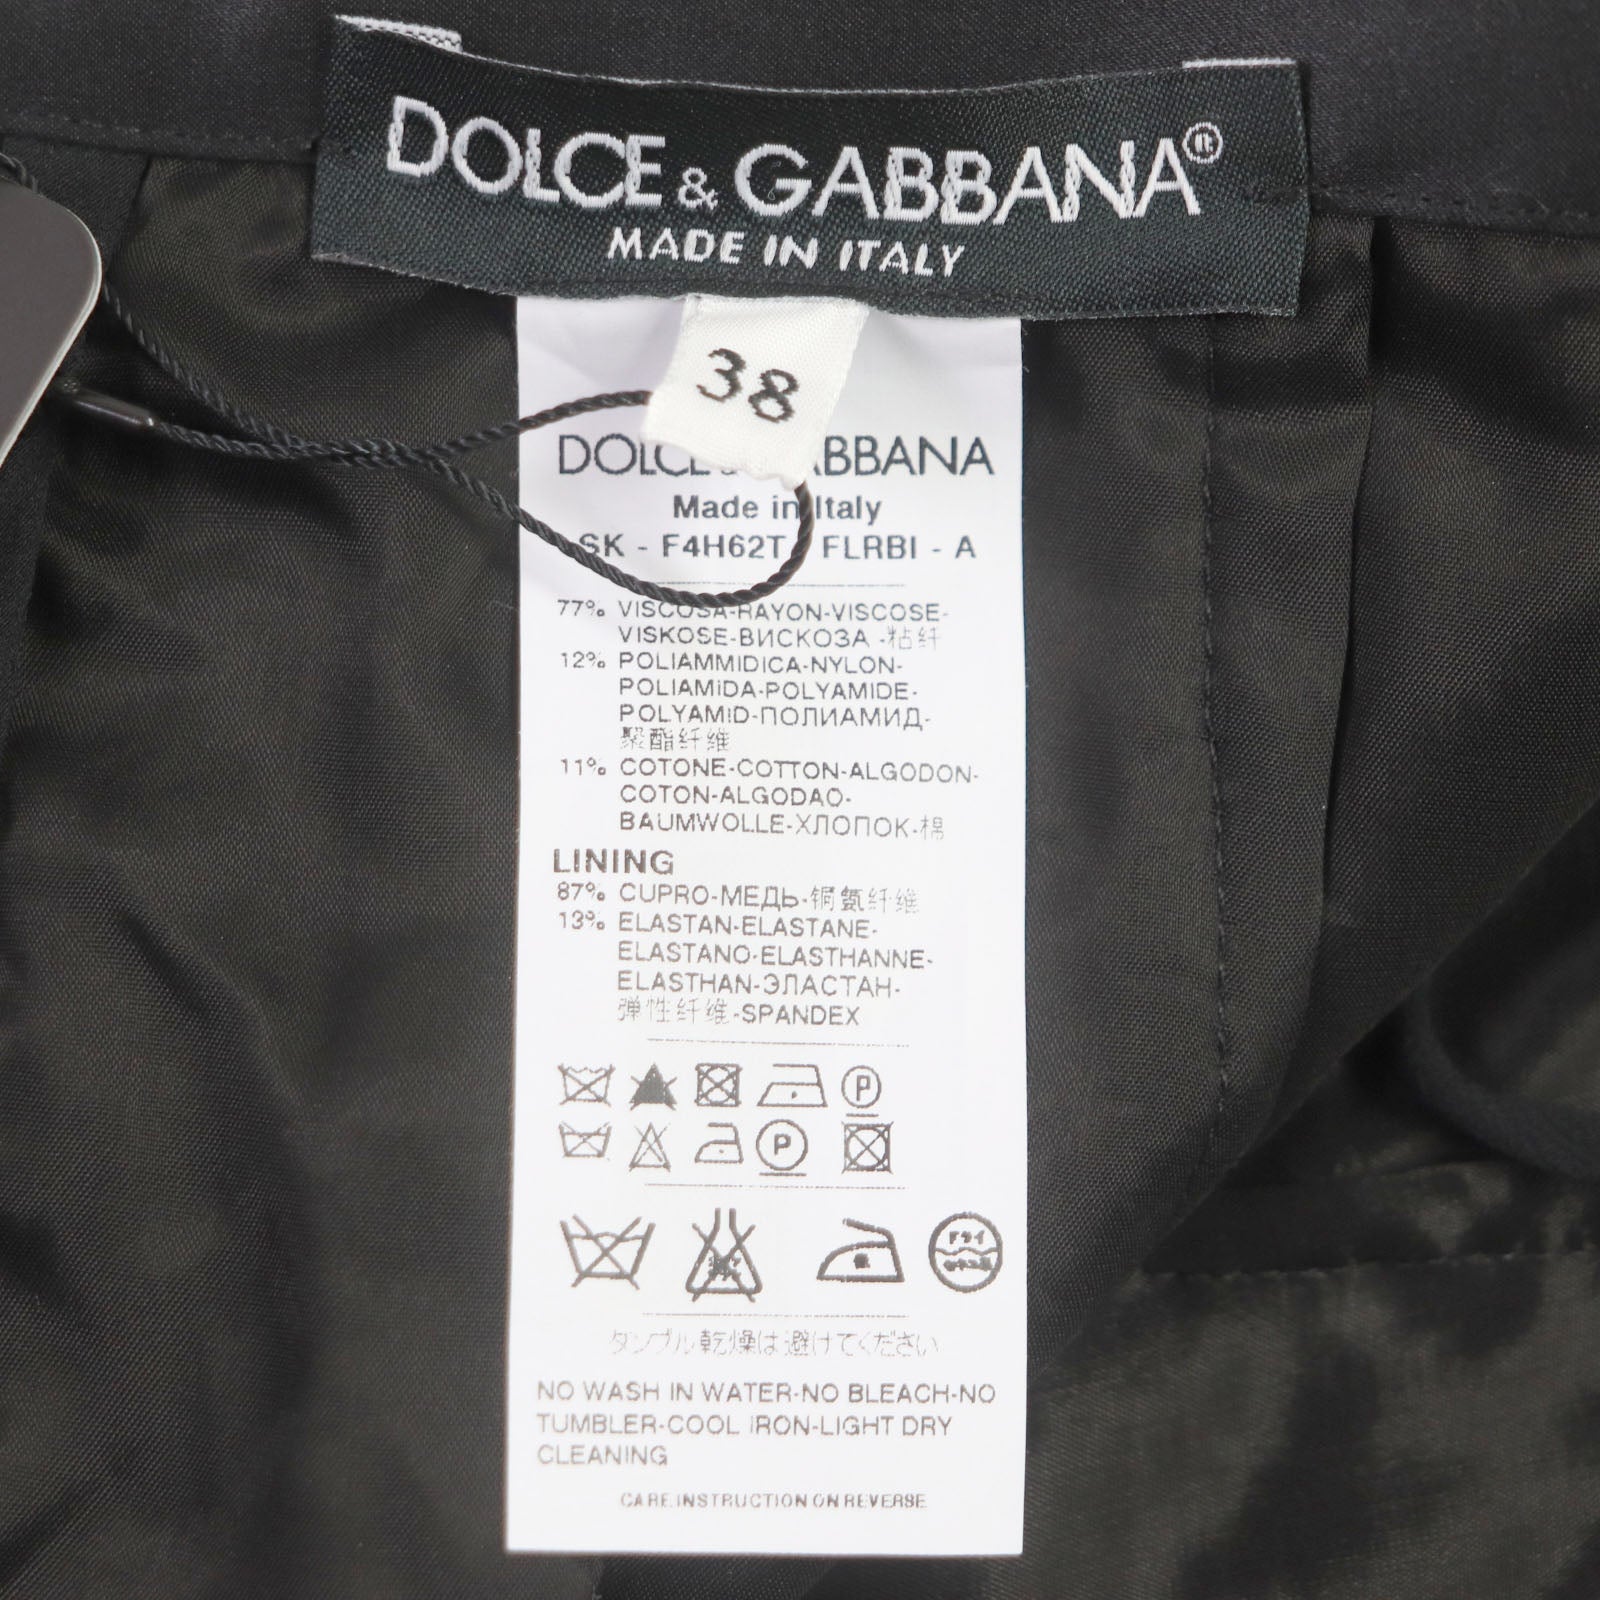 DOLCE & GABBANA®
MADE IN ITALY
38
DOLCE & GABBANA
Made in Italy
SK - F4H62T FLRBI - A
77% VISCOSA-RAYON-VISCOSE-
VISKOSE-ВИСКОЗА -粘纤
12% POLIAMMIDICA-NYLON-
POLIAMIDA-POLYAMIDE-
POLYAMID-ПОЛИАМИД-
聚酯纤维
11% COTONE-COTTON-ALGODON-
COTON-ALGODAO-
BAUMWOLLE-ХЛОПОК-棉
LINING
87% CUPRO-МЕДЬ-铜氨纤维
13% ELASTAN-ELASTANE-
ELASTANO-ELASTHANNE-
ELASTHAN-ЭЛАСТАН-
弹性纤维-SPANDEX
P
P
ドライ
タンブル乾燥は避けてください
NO WASH IN WATER-NO BLEACH-NO
TUMBLER-COOL IRON-LIGHT DRY
CLEANING
CARE INSTRUCTION ON REVERSE